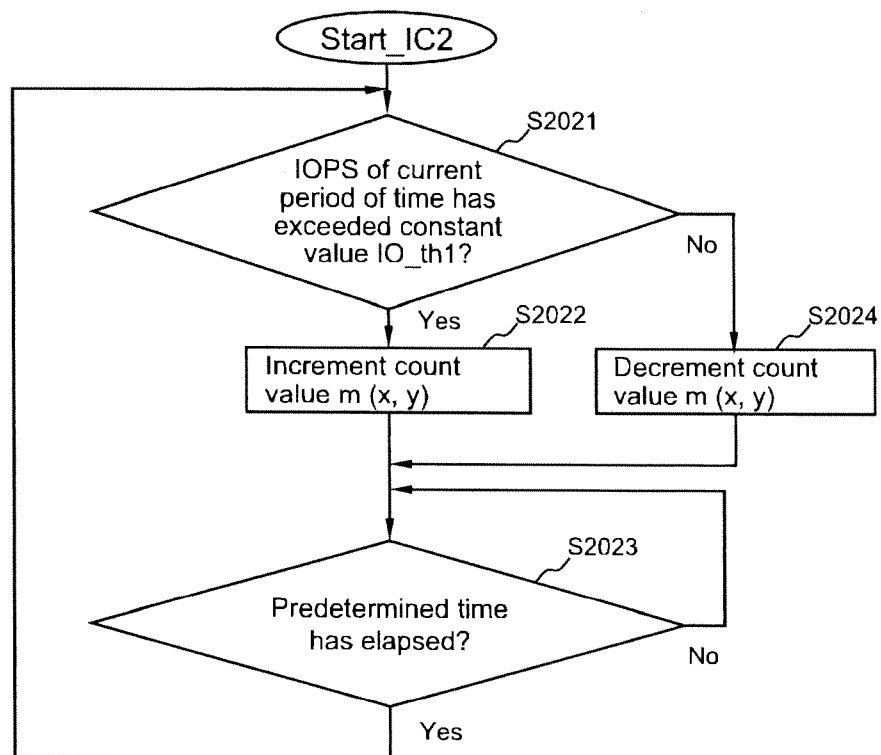 Start_IC2
S2021
IOPS of current
period of time has
exceeded constant
value IO_th1?
No
Yes
S2022
S2024
Increment count
value m (x, y)
Decrement count
value m (x, y)
S2023
Predetermined time
has elapsed?
No
Yes